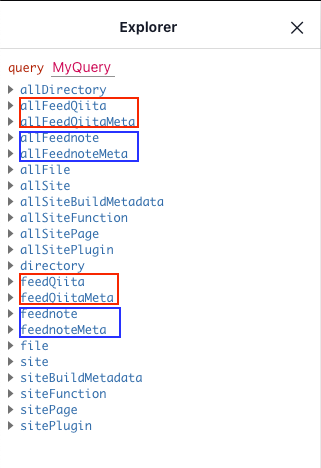 Explorer
query MyQuery
allDirectory
allFeedQiita
allFeedQiitaMeta
allFeednote
allFeednoteMeta
allFile
allSite
allSiteBuildMetadata
allSiteFunction
allSitePage
allSitePlugin
directory
feedQiita
feedQiitaMeta
feednote
feednoteMeta
file
site
siteBuildMetadata
siteFunction
sitePage
sitePlugin